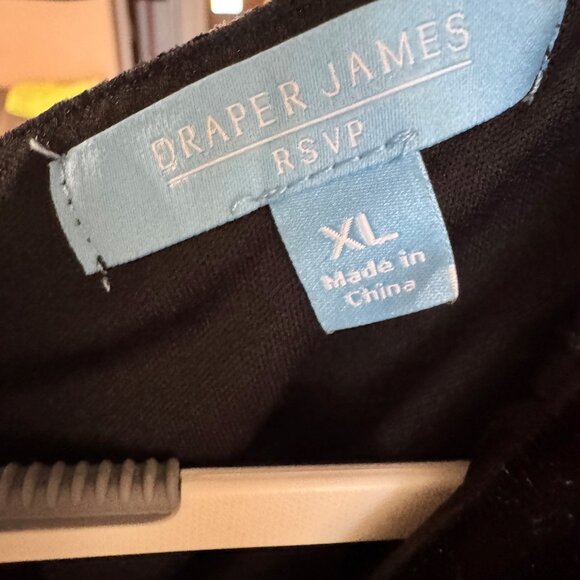 DRAPER JAMES
RSVP
XL
Made in
China